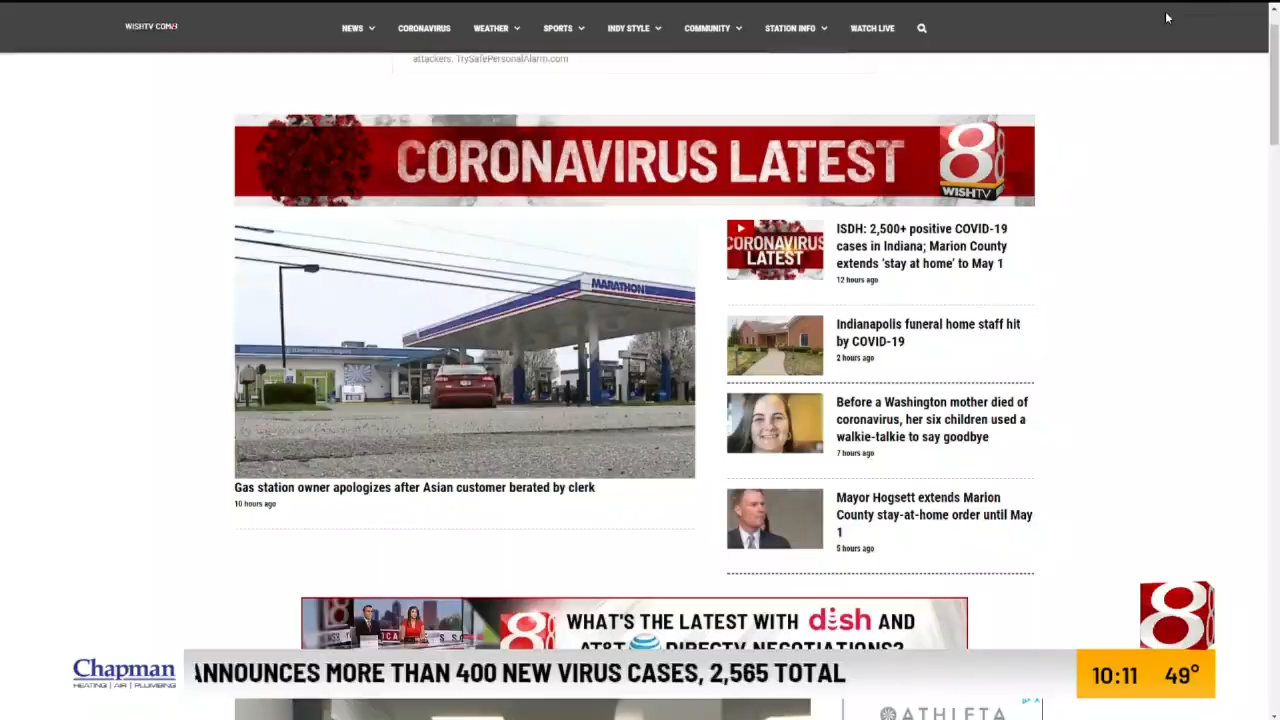 WISHTV COM8
NEWS
CORONAVIRUS
WEATHER
SPORTS
INDY STYLE
COMMUNITY
STATION INFO
WATCH LIVE
attackers. TrySafePersonalAlarm.com
CORONAVIRUS LATEST
8
WISHTV
MARATHON
Gas station owner apologizes after Asian customer berated by clerk
10 hours ago
CORONAVIRUS
LATEST
ISDH: 2,500+ positive COVID-19
cases in Indiana; Marion County
extends 'stay at home' to May 1
12 hours ago
Indianapolis funeral home staff hit
by COVID-19
2 hours ago
Before a Washington mother died of
coronavirus, her six children used a
walkie-talkie to say goodbye
7 hours ago
Mayor Hogsett extends Marion
County stay-at-home order until May
1
5 hours ago
WHAT'S THE LATEST WITH dish AND
AT&T DIRECTV NEGOTIATIONS?
8
Chapman
HEATING | AIR | PLUMBING
ANNOUNCES MORE THAN 400 NEW VIRUS CASES, 2,565 TOTAL
10:11 49°
ATHLETA